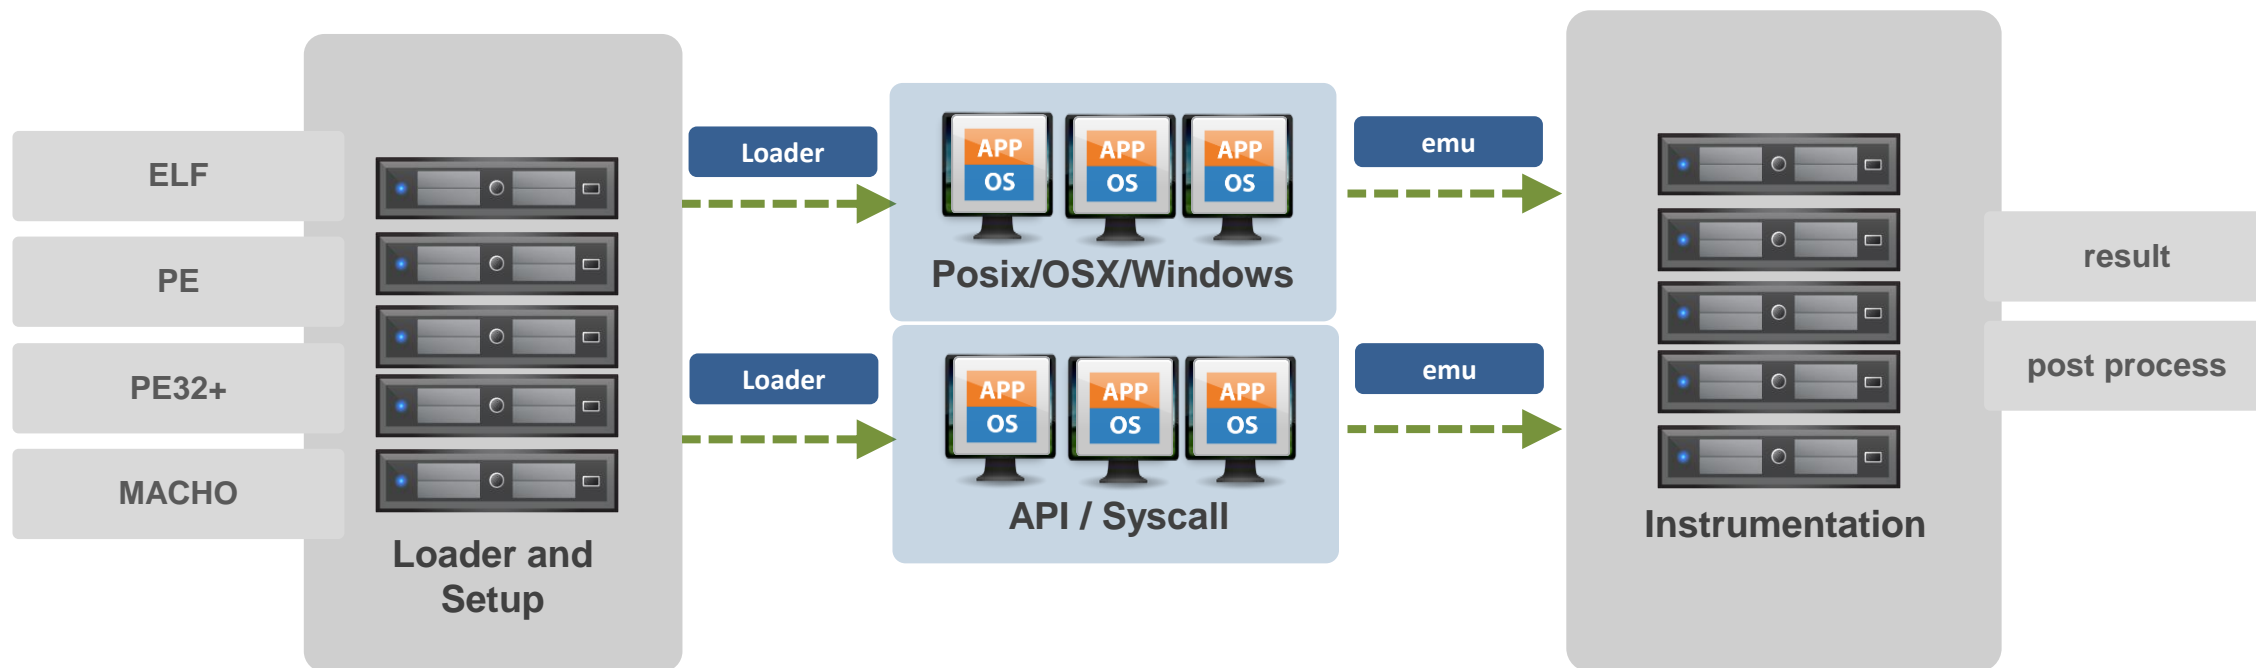 ELF
PE
PE32+
MACHO
Loader and
Setup
Loader
Loader
APP
OS
APP
OS
APP
OS
Posix/OSX/Windows
APP
OS
APP
OS
APP
OS
API / Syscall
emu
emu
Instrumentation
result
post process